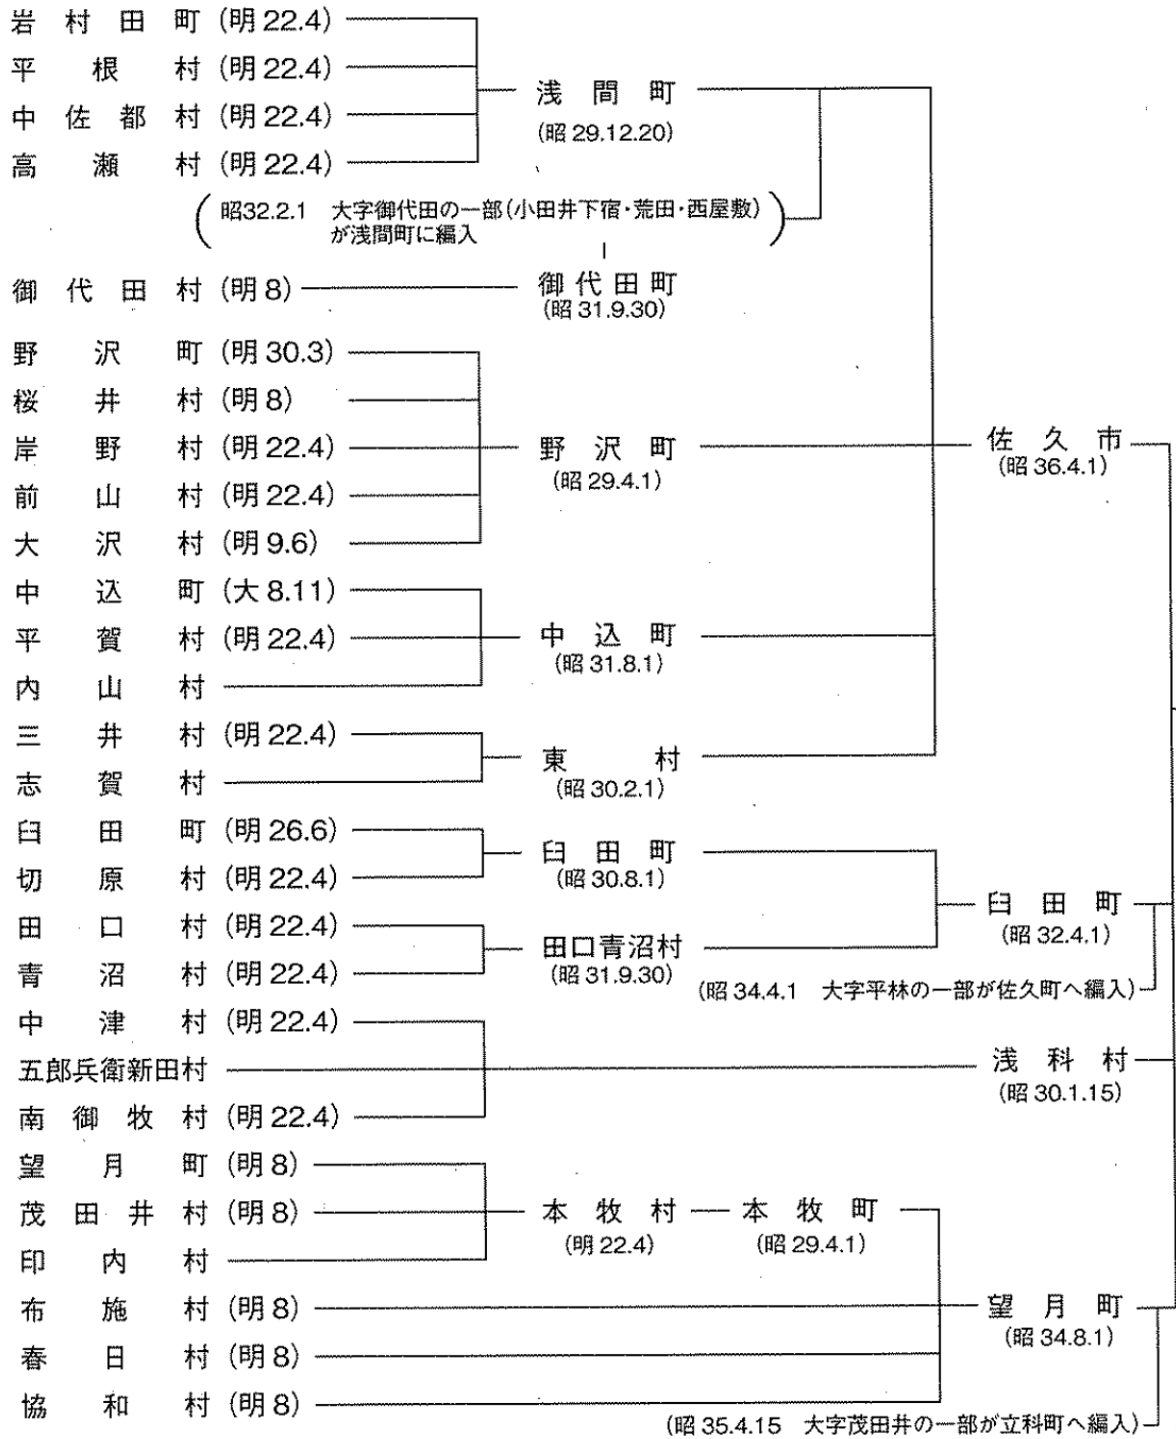 岩村田町（明22.4）
平根村（明22.4）
中佐都村（明22.4）
高瀬村（明22.4）
浅間町
（昭29.12.20）
（昭32.2.1　大字御代田の一部（小田井下宿・荒田・西屋敷）
が浅間町に編入）
御代田村（明8）
御代田町
（昭31.9.30）
野沢町（明30.3）
桜井村（明8）
岸野村（明22.4）
前山村（明22.4）
大沢村（明9.6）
野沢町
（昭29.4.1）
佐久市
（昭36.4.1）
中込町（大8.11）
平賀村（明22.4）
内山村
中込町
（昭31.8.1）
三井村（明22.4）
志賀村
東村
（昭30.2.1）
臼田町（明26.6）
切原村（明22.4）
臼田町
（昭30.8.1）
田口村（明22.4）
青沼村（明22.4）
田口青沼村
（昭31.9.30）
臼田町
（昭32.4.1）
（昭34.4.1　大字平林の一部が佐久町へ編入）
中津村（明22.4）
五郎兵衛新田村
南御牧村（明22.4）
浅科村
（昭30.1.15）
望月町（明8）
茂田井村（明8）
印内村
本牧村
（明22.4）
本牧町
（昭29.4.1）
布施村（明8）
春日村（明8）
協和村（明8）
望月町
（昭34.8.1）
（昭35.4.15　大字茂田井の一部が立科町へ編入）